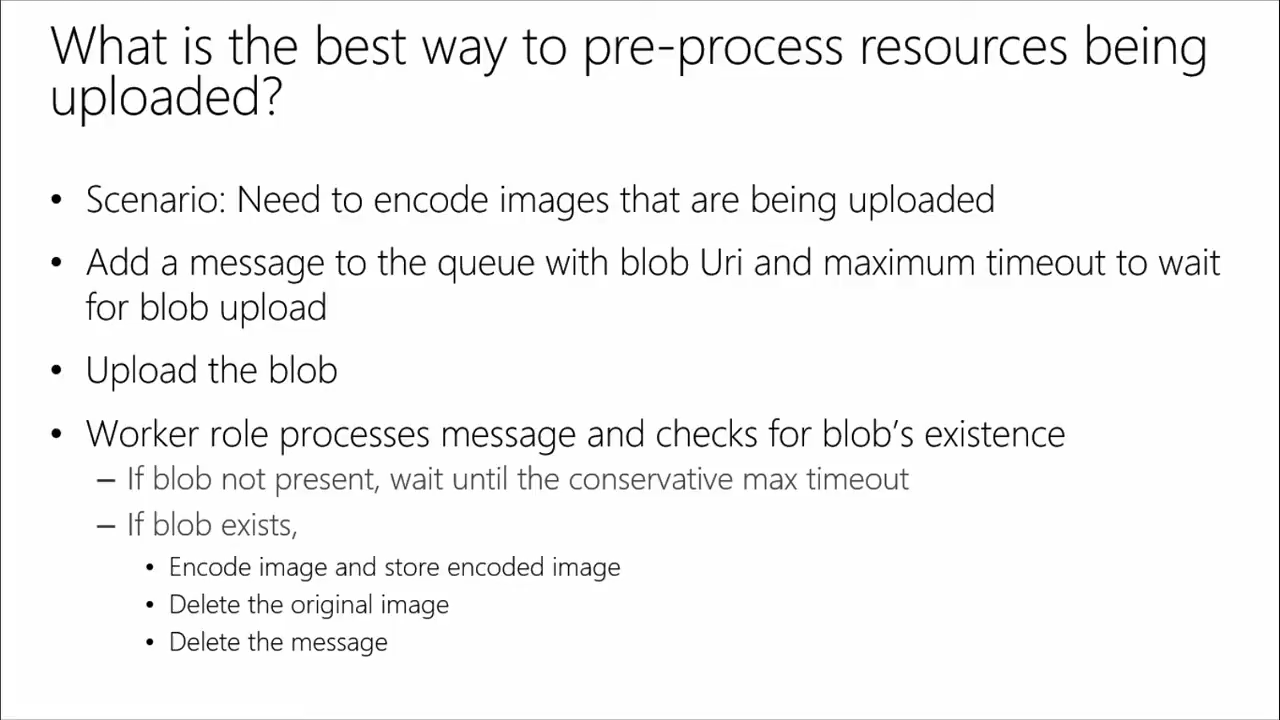 What is the best way to pre-process resources being
uploaded?
• Scenario: Need to encode images that are being uploaded
• Add a message to the queue with blob Uri and maximum timeout to wait
for blob upload
• Upload the blob
• Worker role processes message and checks for blob's existence
– If blob not present, wait until the conservative max timeout
– If blob exists,
• Encode image and store encoded image
• Delete the original image
• Delete the message